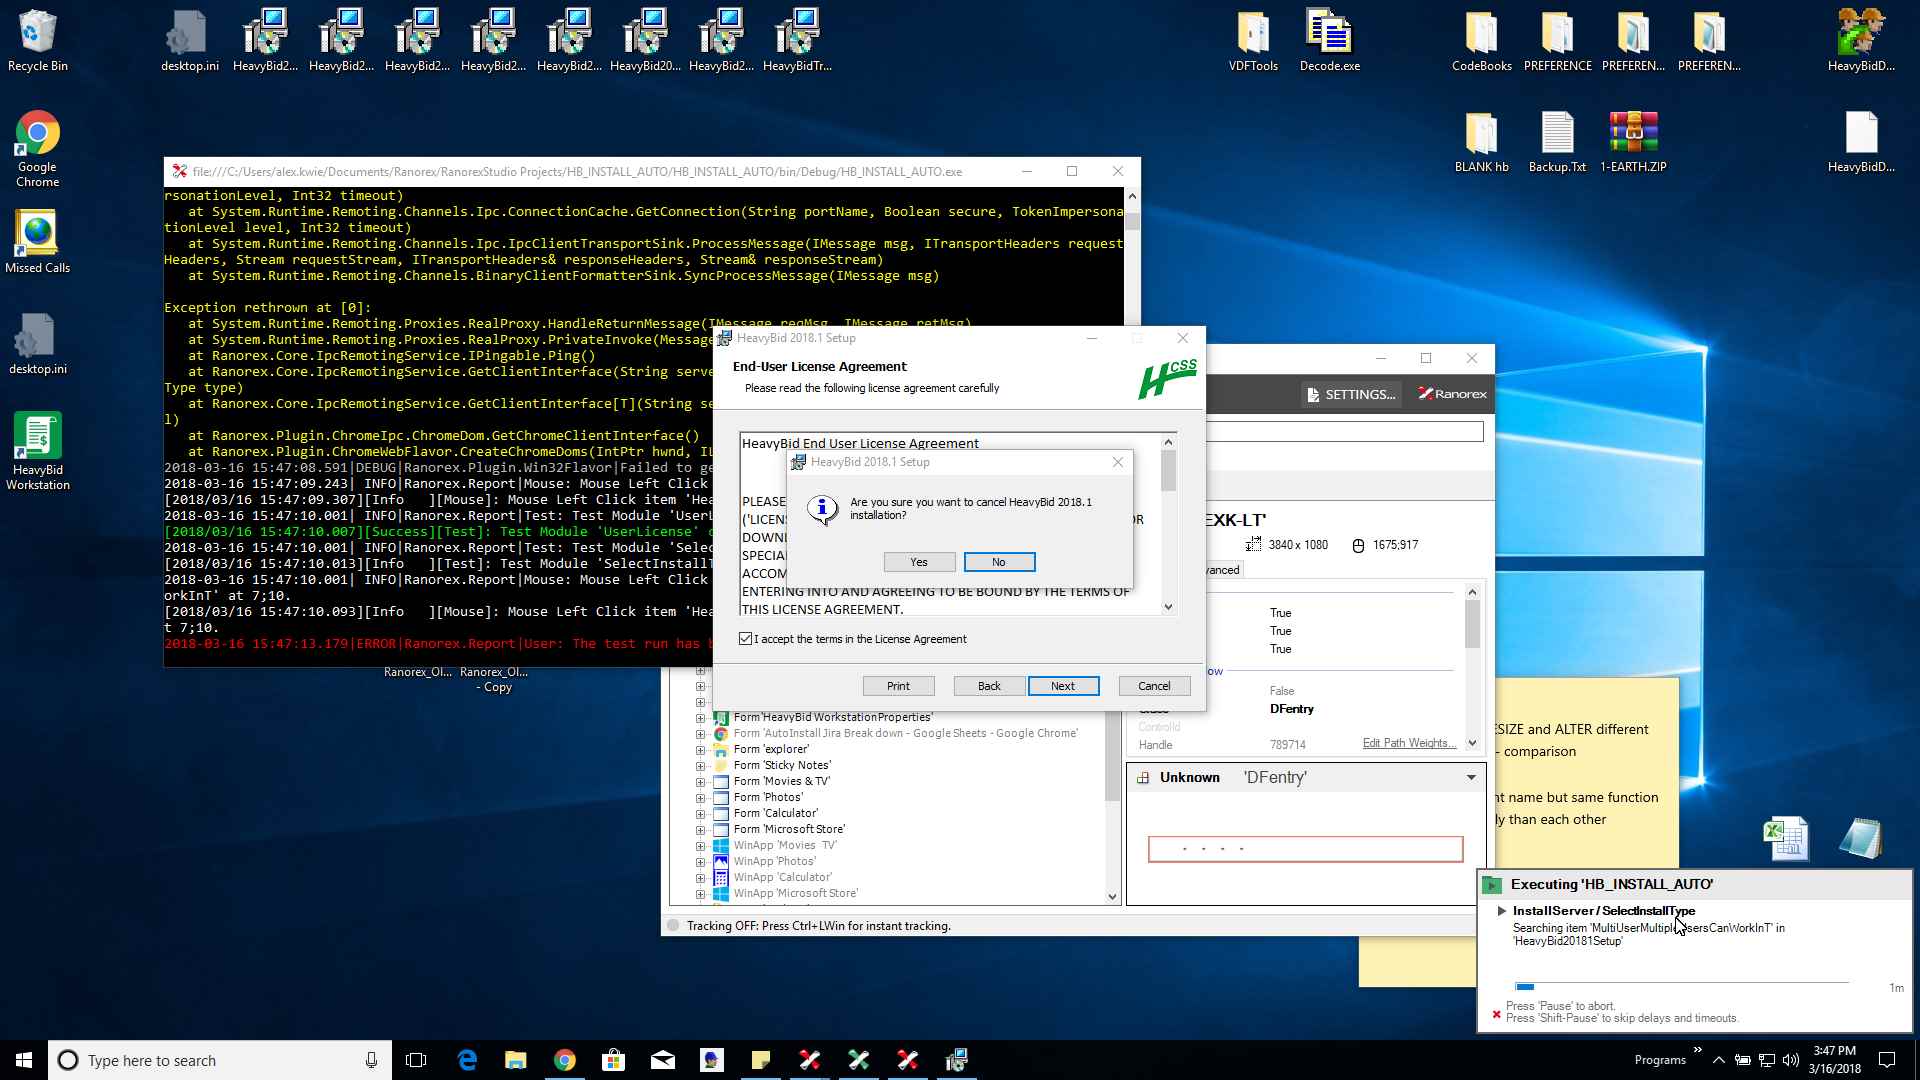 Recycle Bin
desktop.ini
HeavyBid2...
HeavyBid2...
HeavyBid2...
HeavyBid2...
HeavyBid2...
HeavyBid20...
HeavyBid2...
HeavyBidTr...
VDFTools
Decode.exe
CodeBooks
PREFERENCE
PREFEREN...
PREFEREN...
HeavyBidD...
Google
Chrome
BLANK hb
Backup.Txt
1-EARTH.ZIP
HeavyBidD...
Missed Calls
desktop.ini
HeavyBid
Workstation
file:///C:/Users/alex.kwie/Documents/Ranorex/RanorexStudio Projects/HB_INSTALL_AUTO/HB_INSTALL_AUTO/bin/Debug/HB_INSTALL_AUTO.exe
rsonationLevel, Int32 timeout)
at System.Runtime.Remoting.Channels.Ipc.ConnectionCache.GetConnection(String portName, Boolean secure, TokenImpersona
tionLevel level, Int32 timeout)
at System.Runtime.Remoting.Channels.Ipc.IpcClientTransportSink.ProcessMessage(IMessage msg, ITransportHeaders request
Headers, Stream requestStream, ITransportHeaders& responseHeaders, Stream& responseStream)
at System.Runtime.Remoting.Channels.BinaryClientFormatterSink.SyncProcessMessage(IMessage msg)
Exception rethrown at [0]:
at System.Runtime.Remoting.Proxies.RealProxy.HandleReturnMessage(IMessage reqMsg, IMessage retMsg)
at System.Runtime.Remoting.Proxies.RealProxy.PrivateInvoke(Message
at Ranorex.Core.IpcRemotingService.IPingable.Ping()
at Ranorex.Core.IpcRemotingService.GetClientInterface(String serve
Type type)
at Ranorex.Core.IpcRemotingService.GetClientInterface[T](String se
l)
at Ranorex.Plugin.ChromeIpc.ChromeDom.GetChromeClientInterface()
at Ranorex.Plugin.ChromeWebFlavor.CreateChromeDoms(IntPtr hwnd, IL
2018-03-16 15:47:08.591|DEBUG|Ranorex.Plugin.Win32Flavor|Failed to ge
2018-03-16 15:47:09.243| INFO|Ranorex.Report|Mouse: Mouse Left Click
[2018/03/16 15:47:09.307][Info   ][Mouse]: Mouse Left Click item 'Hea
2018-03-16 15:47:10.001| INFO|Ranorex.Report|Test: Test Module 'UserL
[2018/03/16 15:47:10.007][Success][Test]: Test Module 'UserLicense' c
2018-03-16 15:47:10.001| INFO|Ranorex.Report|Test: Test Module 'Selec
[2018/03/16 15:47:10.013][Info   ][Test]: Test Module 'SelectInstallT
2018-03-16 15:47:10.001| INFO|Ranorex.Report|Mouse: Mouse Left Click
orkInT' at 7;10.
[2018/03/16 15:47:10.093][Info   ][Mouse]: Mouse Left Click item 'Hea
t 7;10.
2018-03-16 15:47:13.179|ERROR|Ranorex.Report|User: The test run has b
Ranorex_Ol...
Ranorex_Ol...
- Copy
HeavyBid 2018.1 Setup
End-User License Agreement
Please read the following license agreement carefully
HCSS
HeavyBid End User License Agreement
PLEASE
('LICENS
OR
DOWNL
SPECIAL
ACCOM
ENTERING INTO AND AGREEING TO BE BOUND BY THE TERMS OF
THIS LICENSE AGREEMENT.
HeavyBid 2018.1 Setup
Are you sure you want to cancel HeavyBid 2018.1
installation?
Yes
No
I accept the terms in the License Agreement
Print
Back
Next
Cancel
SETTINGS...
Ranorex
EXK-LT'
3840 x 1080
1675;917
vanced
True
True
True
ow
False
DFentry
ControlId
Handle
789714
Edit Path Weights...
Unknown
'DFentry'
Form 'HeavyBid Workstation Properties'
Form 'AutoInstall Jira Break down - Google Sheets - Google Chrome'
Form 'explorer'
Form 'Sticky Notes'
Form 'Movies & TV'
Form 'Photos'
Form 'Calculator'
Form 'Microsoft Store'
WinApp 'Movies  TV'
WinApp 'Photos'
WinApp 'Calculator'
WinApp 'Microsoft Store'
Tracking OFF: Press Ctrl+LWin for instant tracking.
ESIZE and ALTER different
- comparison
nt name but same function
ly than each other
Executing 'HB_INSTALL_AUTO'
InstallServer / SelectInstallType
Searching item 'MultiUserMultipleUsersCanWorkInT' in
'HeavyBid20181Setup'
1m
Press 'Pause' to abort.
Press 'Shift-Pause' to skip delays and timeouts.
Type here to search
Programs
3:47 PM
3/16/2018